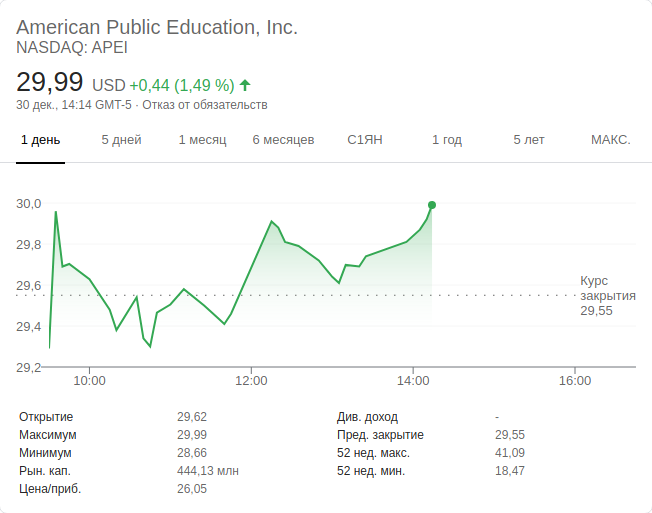 American Public Education, Inc.
NASDAQ: APEI
29,99 USD +0,44 (1,49 %)
30 дек., 14:14 GMT-5 · Отказ от обязательств
1 день 5 дней 1 месяц 6 месяцев С1ЯН 1 год 5 лет МАКС.
30,0
29,8
29,6
29,4
29,2
Курс
закрытия
29,55
10:00 12:00 14:00 16:00
Открытие 29,62
Максимум 29,99
Минимум 28,66
Рын. кап. 444,13 млн
Цена/приб. 26,05
Див. доход -
Пред. закрытие 29,55
52 нед. макс. 41,09
52 нед. мин. 18,47